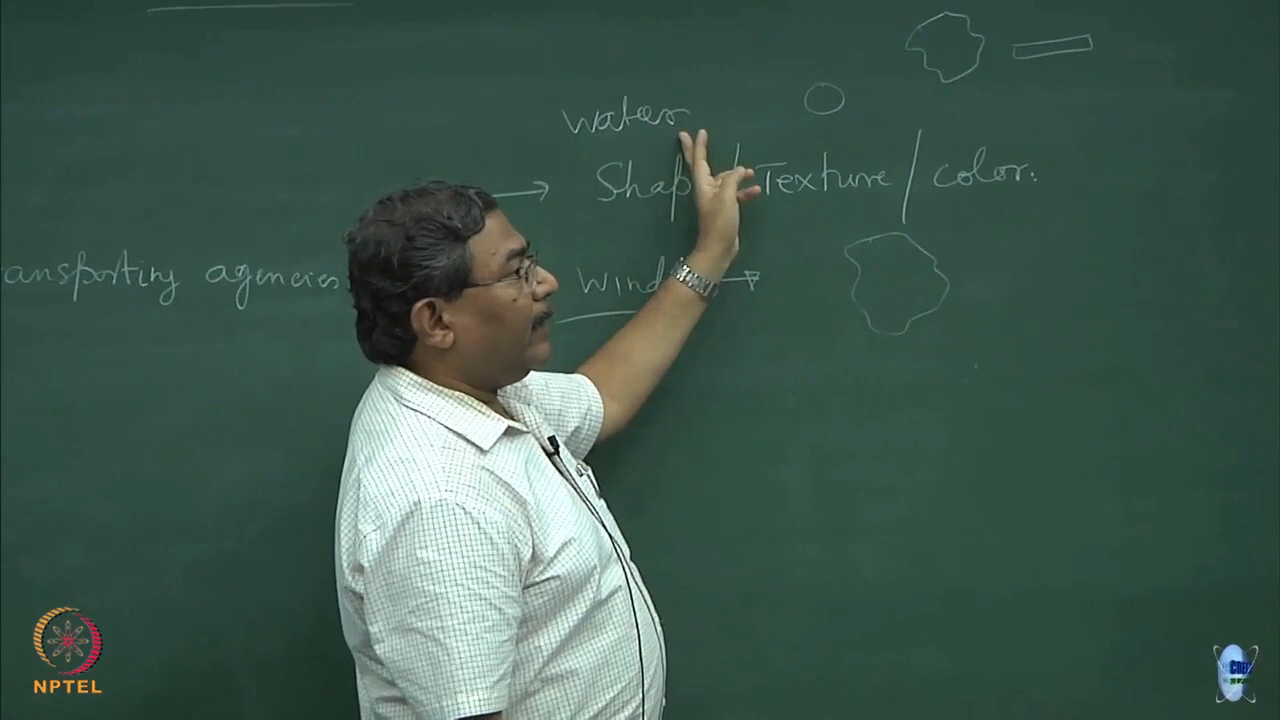 water
Shap / Texture / color.
ansporting agencies wind
NPTEL